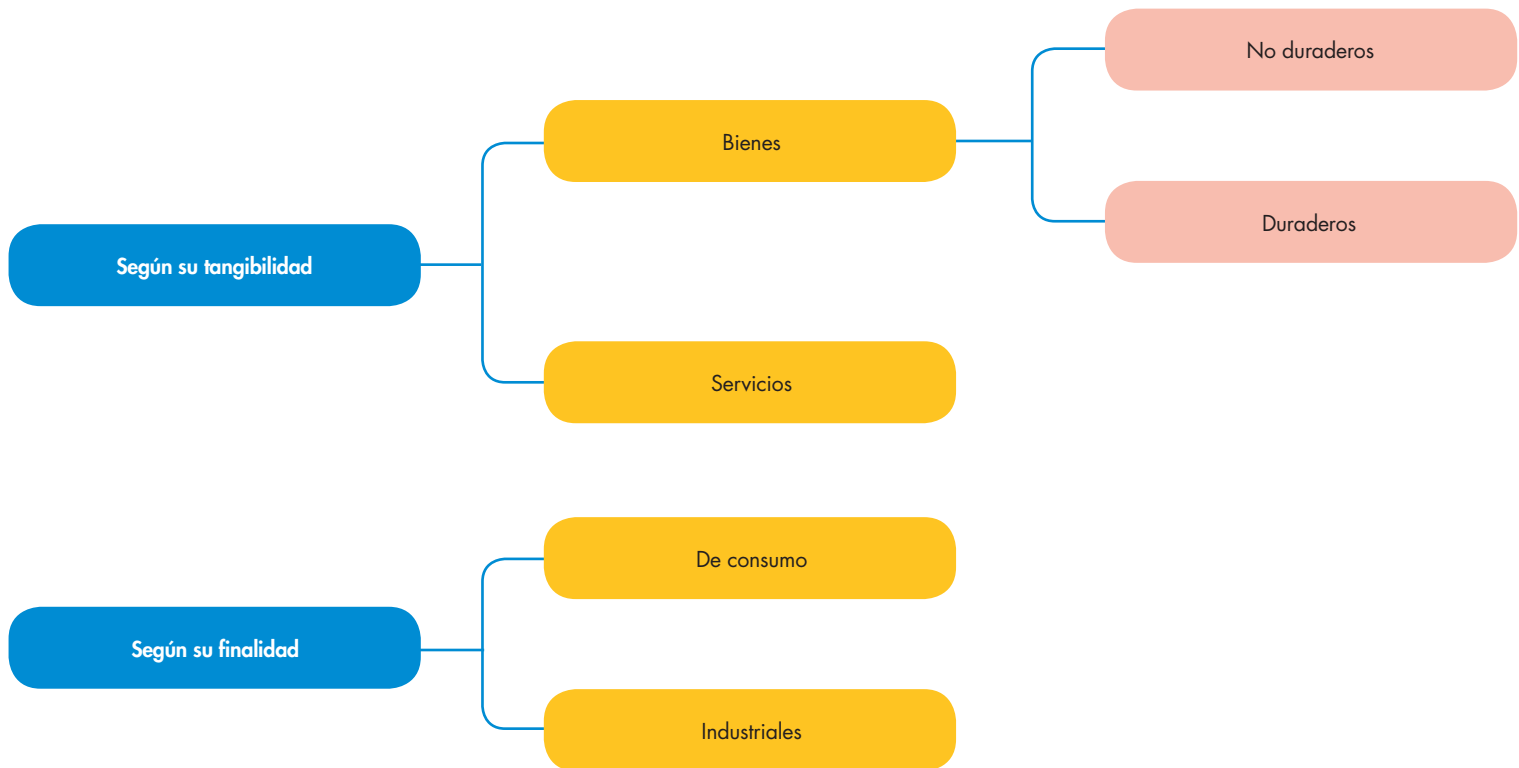 Según su tangibilidad
Bienes
No duraderos
Duraderos
Servicios
Según su finalidad
De consumo
Industriales